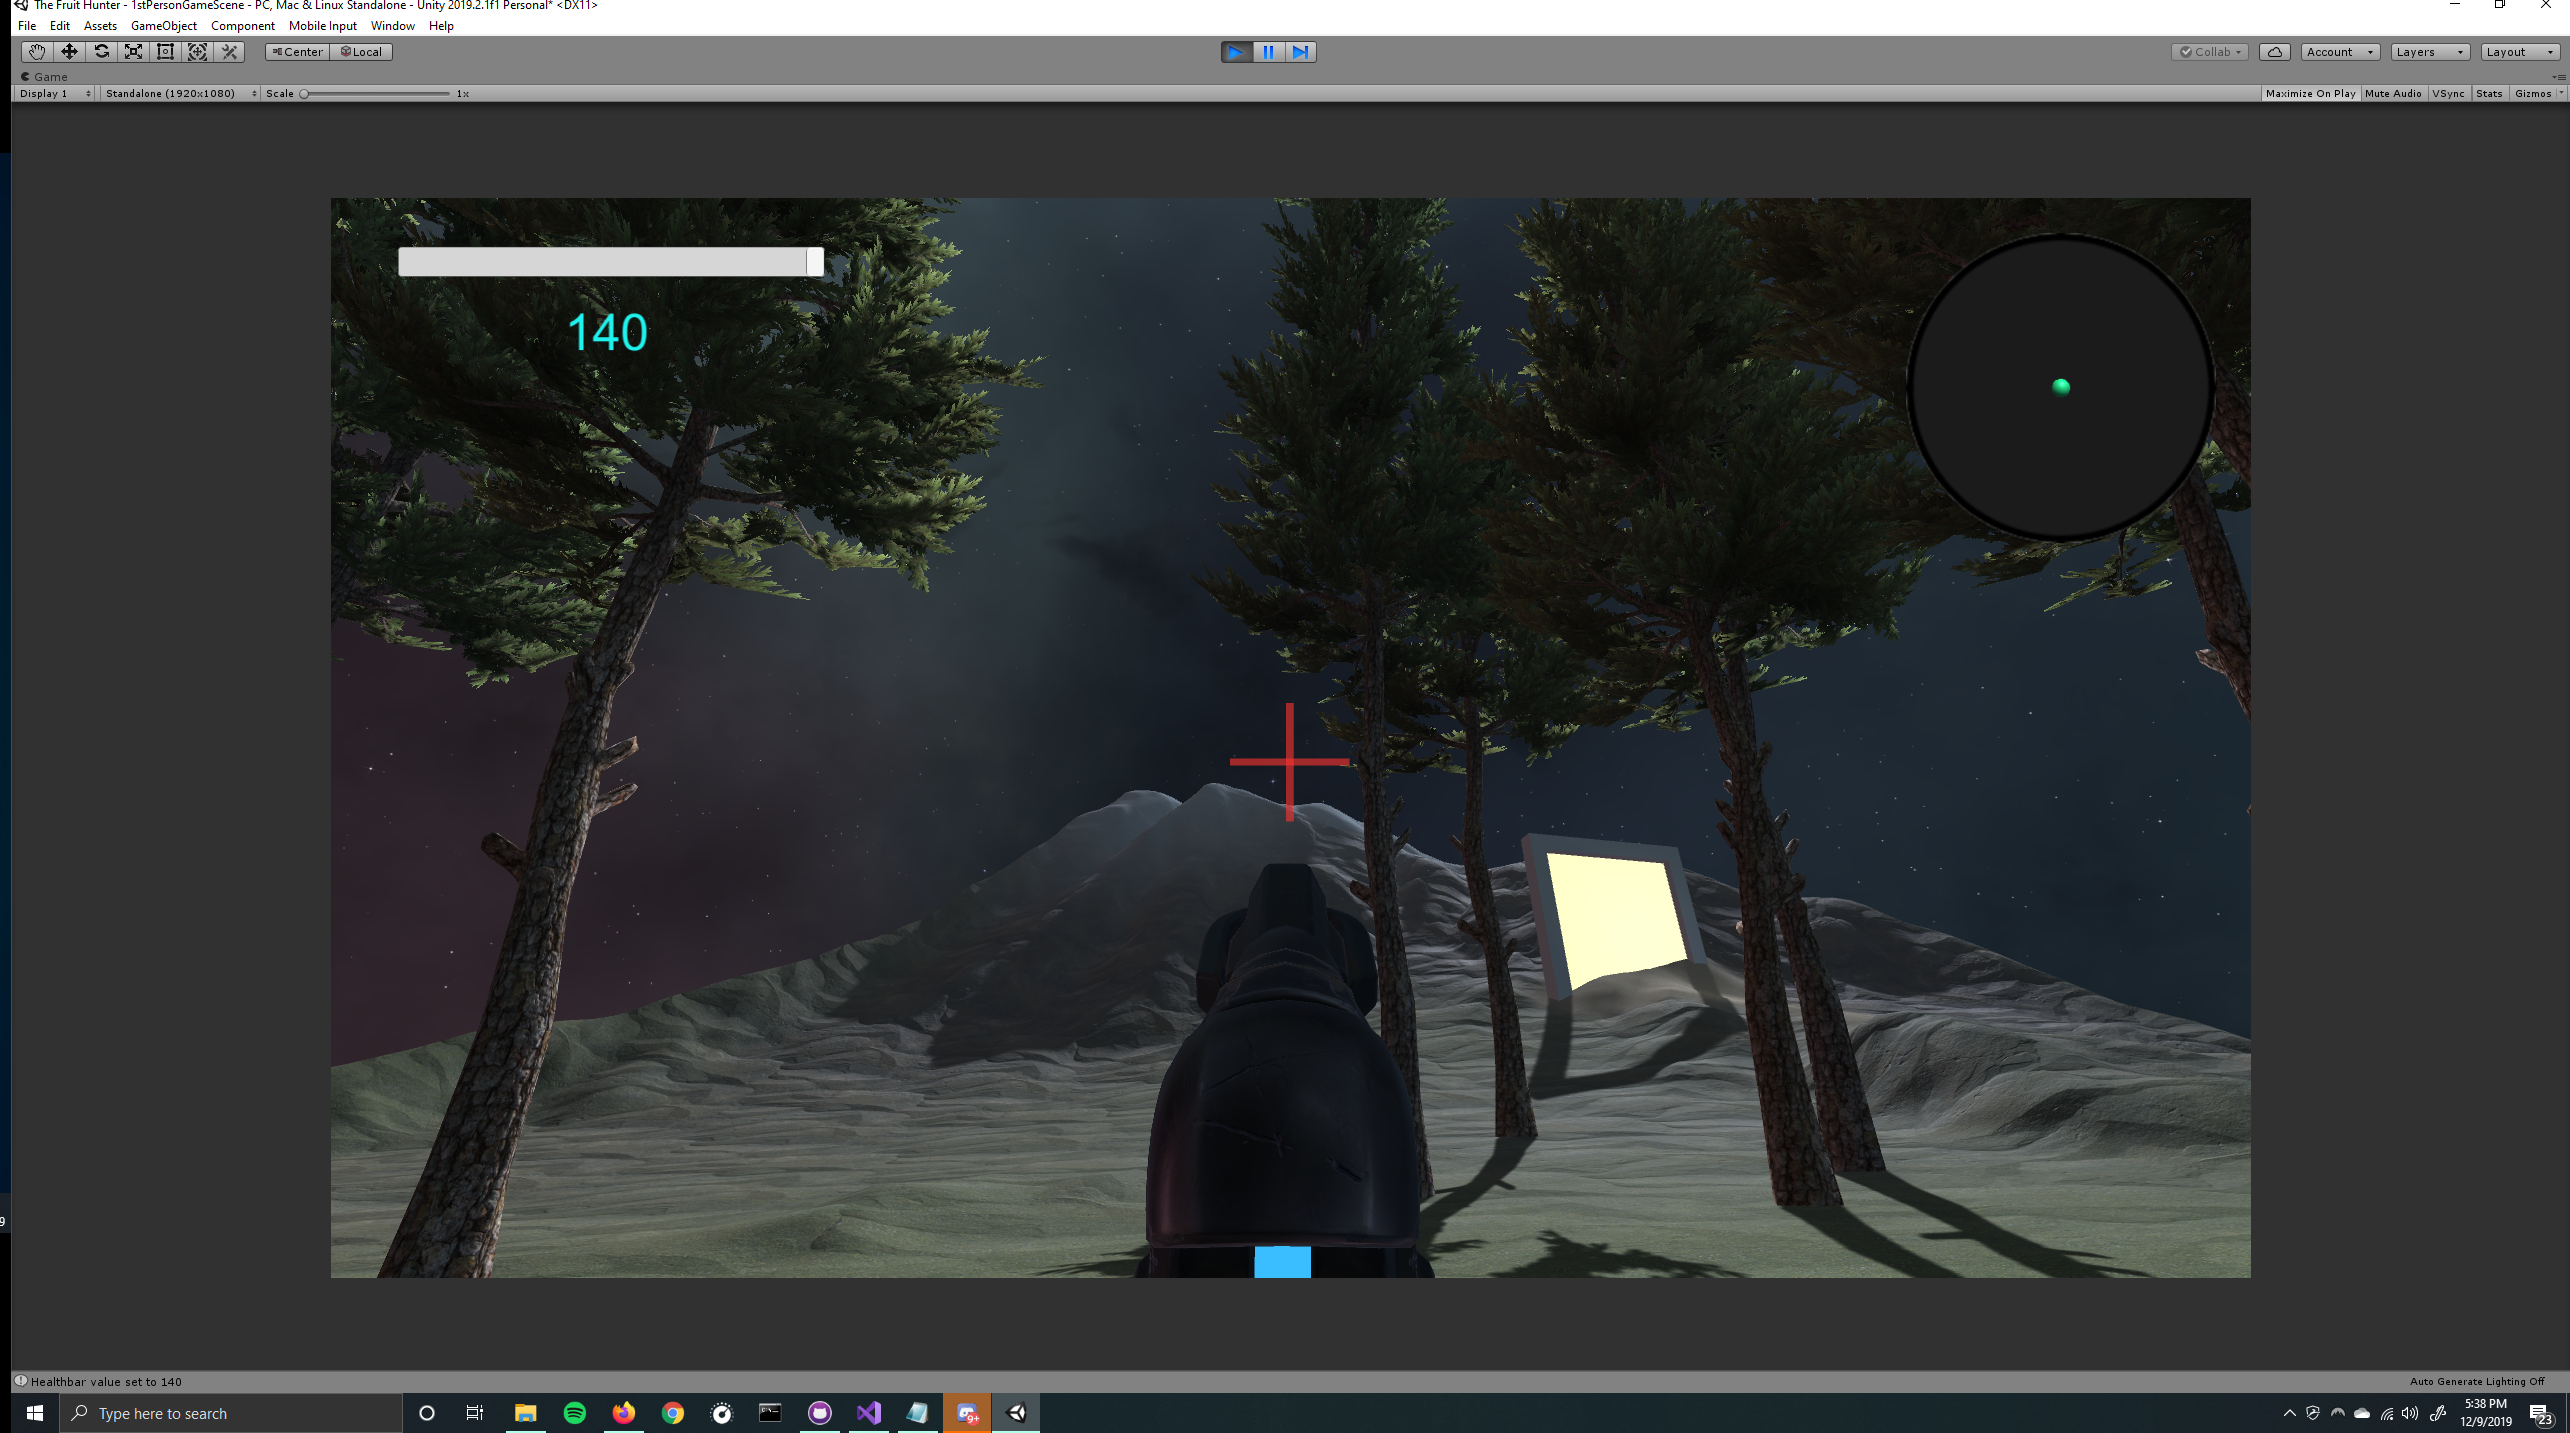 The Fruit Hunter - 1stPersonGameScene - PC, Mac & Linux Standalone - Unity 2019.2.1f1 Personal* <DX11>
File Edit Assets GameObject Component Mobile Input Window Help
Center Local Collab Account Layers Layout
Game
Display 1 Standalone (1920x1080) Scale 1x Maximize On Play Mute Audio VSync Stats Gizmos
140
9
Healthbar value set to 140
Auto Generate Lighting Off
Type here to search
9+
5:38 PM
12/9/2019
23